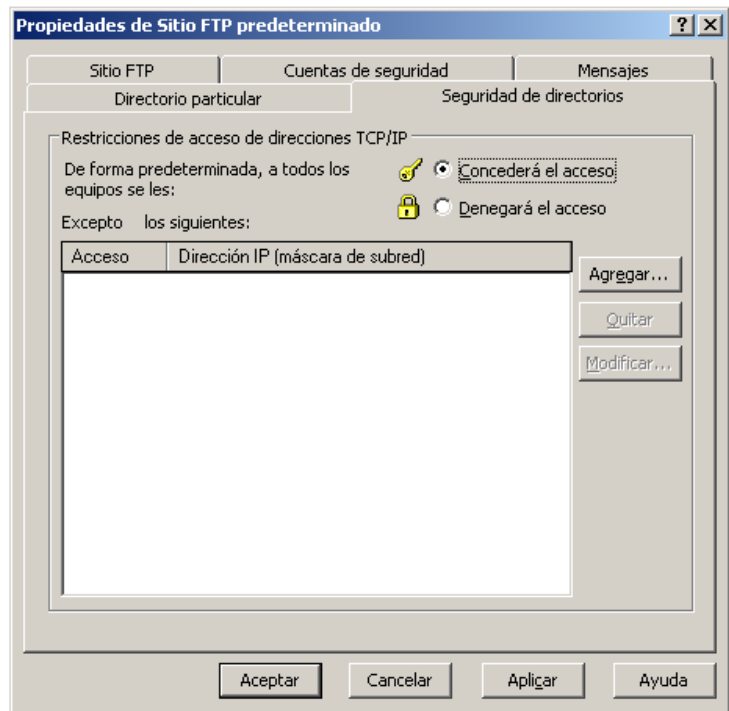 Propiedades de Sitio FTP predeterminado
Sitio FTP
Cuentas de seguridad
Mensajes
Directorio particular
Seguridad de directorios
Restricciones de acceso de direcciones TCP/IP
De forma predeterminada, a todos los
equipos se les:
Concederá el acceso
Denegará el acceso
Excepto los siguientes:
Acceso
Dirección IP (máscara de subred)
Agregar...
Quitar
Modificar...
Aceptar
Cancelar
Aplicar
Ayuda